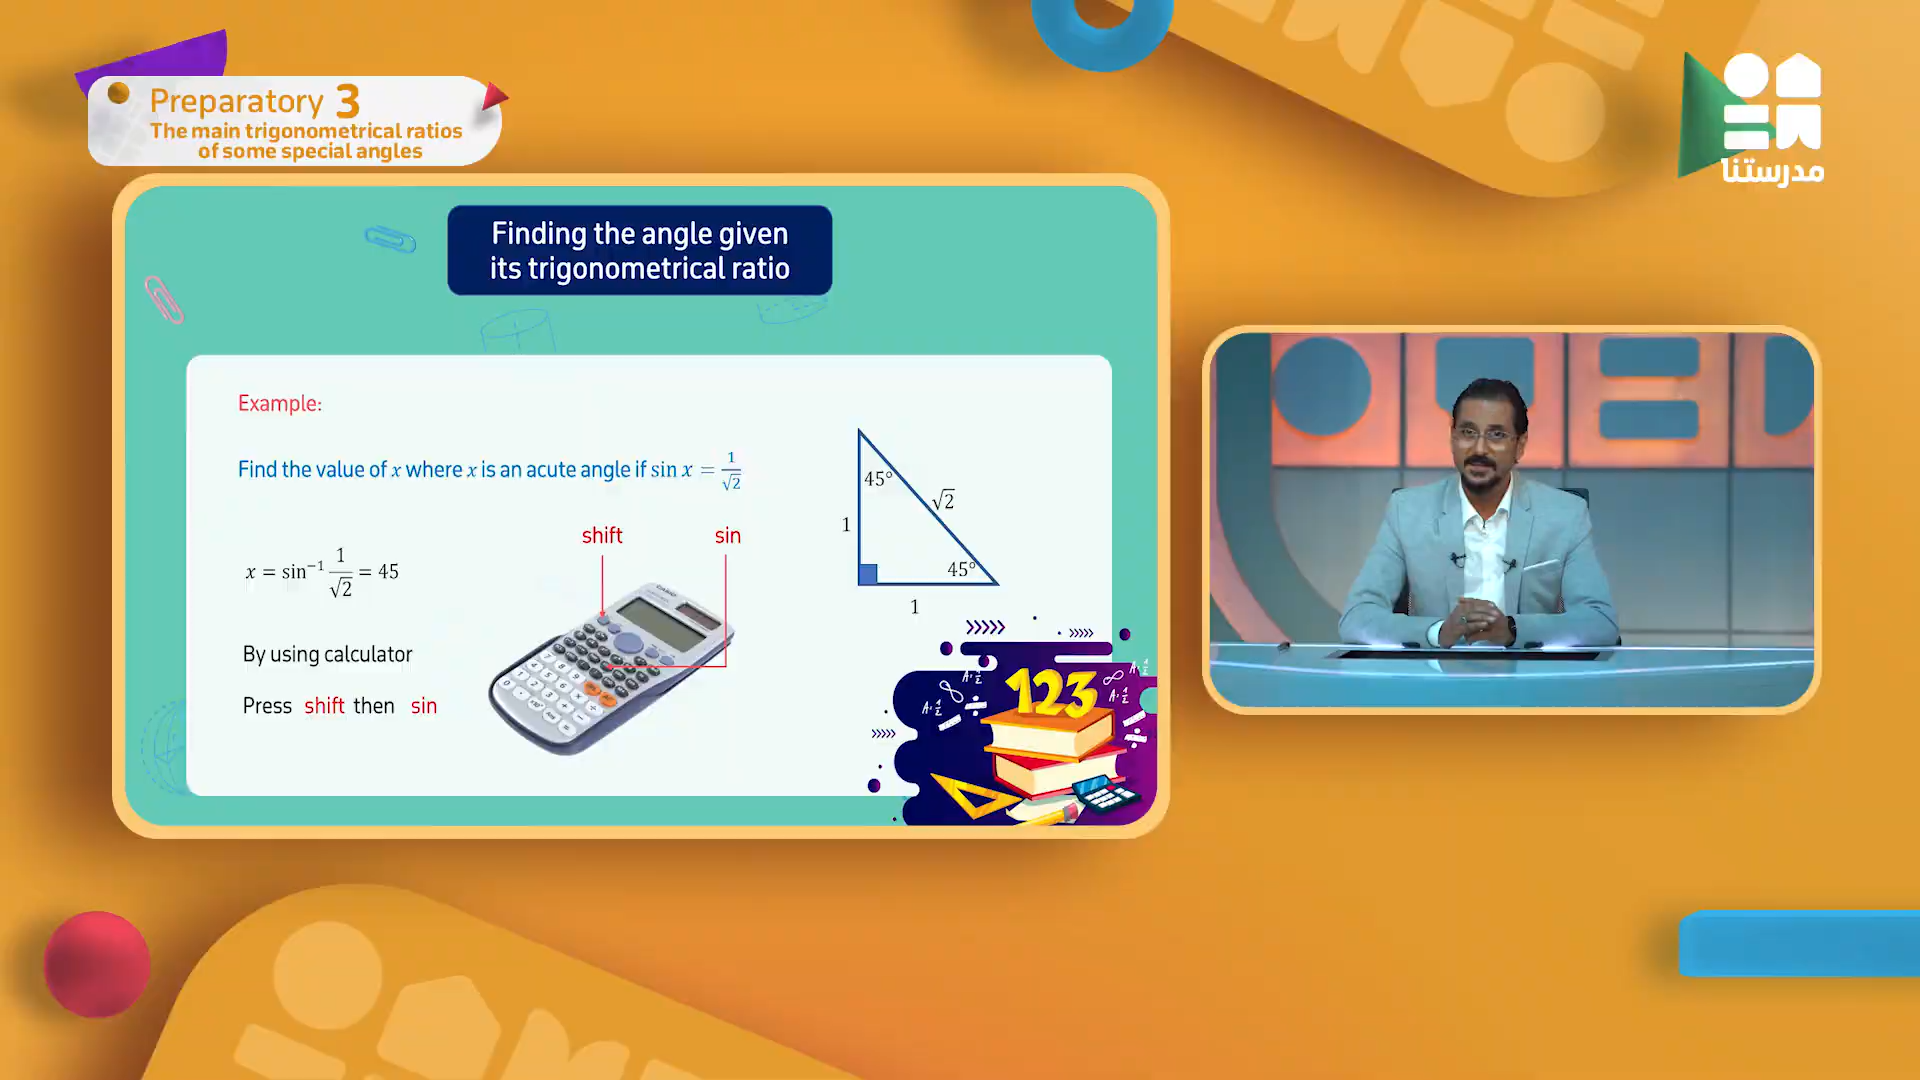 Preparatory 3
The main trigonometrical ratios
of some special angles
مدرستنا
Finding the angle given
its trigonometrical ratio
Example:
Find the value of x where x is an acute angle if sin x = 1/√2
45°
√2
1
45°
1
shift
sin
x = sin⁻¹ 1/√2 = 45
By using calculator
Press shift then sin
123